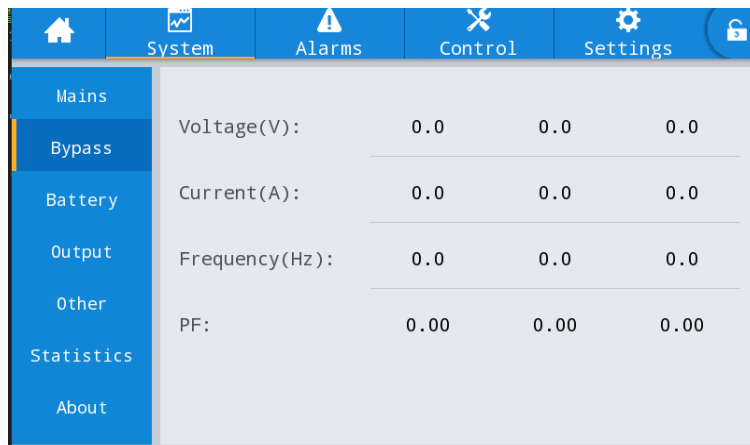 System Alarms Control Settings
3
Mains
Bypass
Battery
Output
Other
Statistics
About
Voltage(V): 0.0 0.0 0.0
Current(A): 0.0 0.0 0.0
Frequency(Hz): 0.0 0.0 0.0
PF: 0.00 0.00 0.00